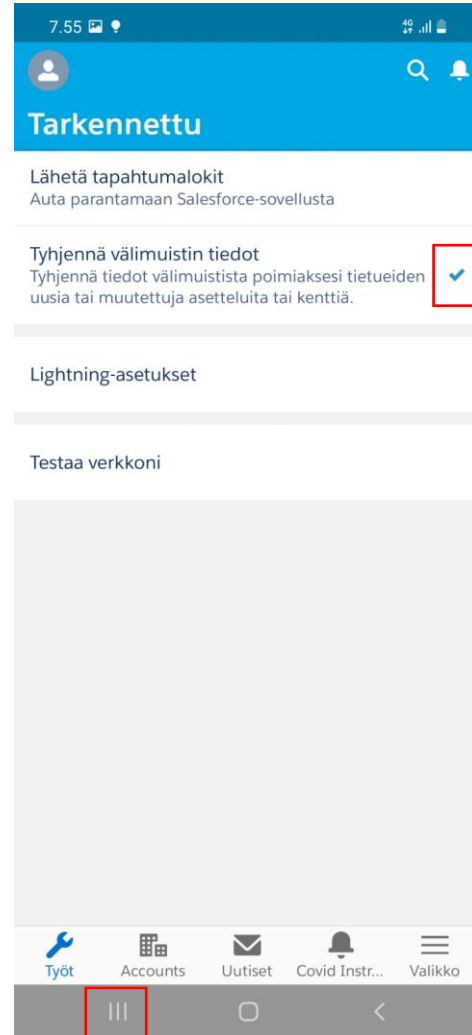 7.55
4G
Tarkennettu
Lähetä tapahtumalokit
Auta parantamaan Salesforce-sovellusta
Tyhjennä välimuistin tiedot
Tyhjennä tiedot välimuistista poimiaksesi tietueiden
uusia tai muutettuja asetteluita tai kenttiä.
Lightning-asetukset
Testaa verkkoni
Työt
Accounts
Uutiset
Covid Instr...
Valikko